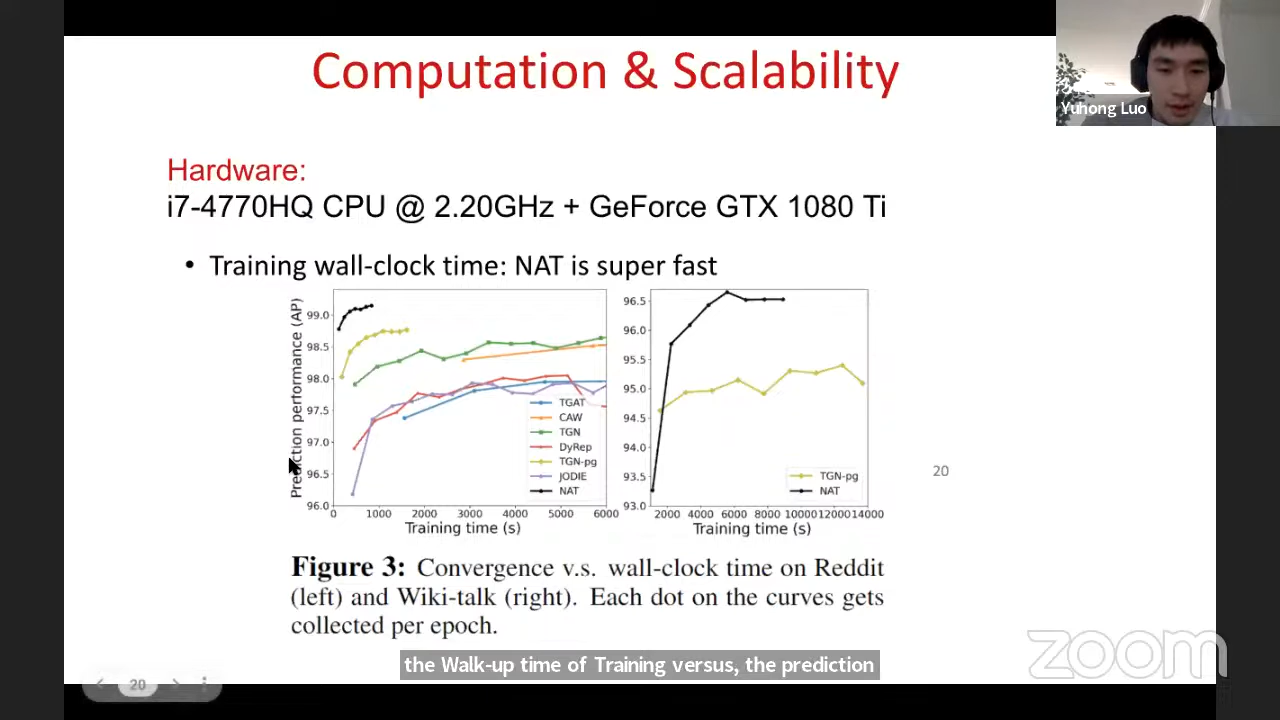 Computation & Scalability
Yuhong Luo
Hardware:
i7-4770HQ CPU @ 2.20GHz + GeForce GTX 1080 Ti
• Training wall-clock time: NAT is super fast
Prediction performance (AP)
99.0
98.5
98.0
97.5
97.0
96.5
96.0
0 1000 2000 3000 4000 5000 6000
Training time (s)
TGAT
CAW
TGN
DyRep
TGN-pg
JODIE
NAT
96.5
96.0
95.5
95.0
94.5
94.0
93.5
93.0
2000 4000 6000 8000 10000 12000 14000
Training time (s)
TGN-pg
NAT
20
Figure 3: Convergence v.s. wall-clock time on Reddit
(left) and Wiki-talk (right). Each dot on the curves gets
collected per epoch.
the Walk-up time of Training versus, the prediction
zoom
20